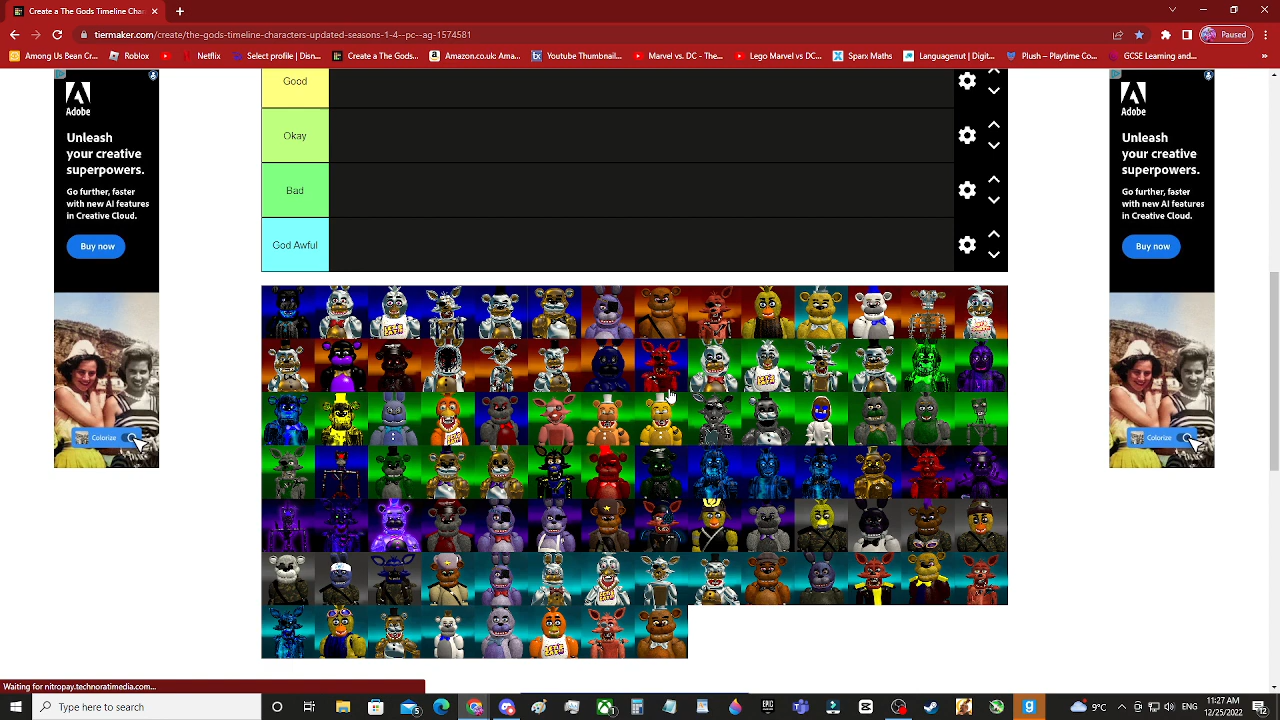 Create a The Gods Timeline Char
Paused
tiermaker.com/create/the-gods-timeline-characters-updated-seasons-1-4--pc-ag-1574481
Among Us Bean Cr... Roblox Netflix Select profile | Disn... Create a The Gods... Amazon.co.uk: Ama... Youtube Thumbnail... Marvel vs. DC - The... Lego Marvel vs DC... Sparx Maths Languagenut | Digit... Plush – Playtime Co... GCSE Learning and...
Adobe
Unleash
your creative
superpowers.
Go further, faster
with new AI features
in Creative Cloud.
Buy now
Colorize
Good
Okay
Bad
God Awful
Adobe
Unleash
your creative
superpowers.
Go further, faster
with new AI features
in Creative Cloud.
Buy now
Colorize
Waiting for nitropay.technoratimedia.com...
Type here to search
9°C
11:27 AM
12/25/2022